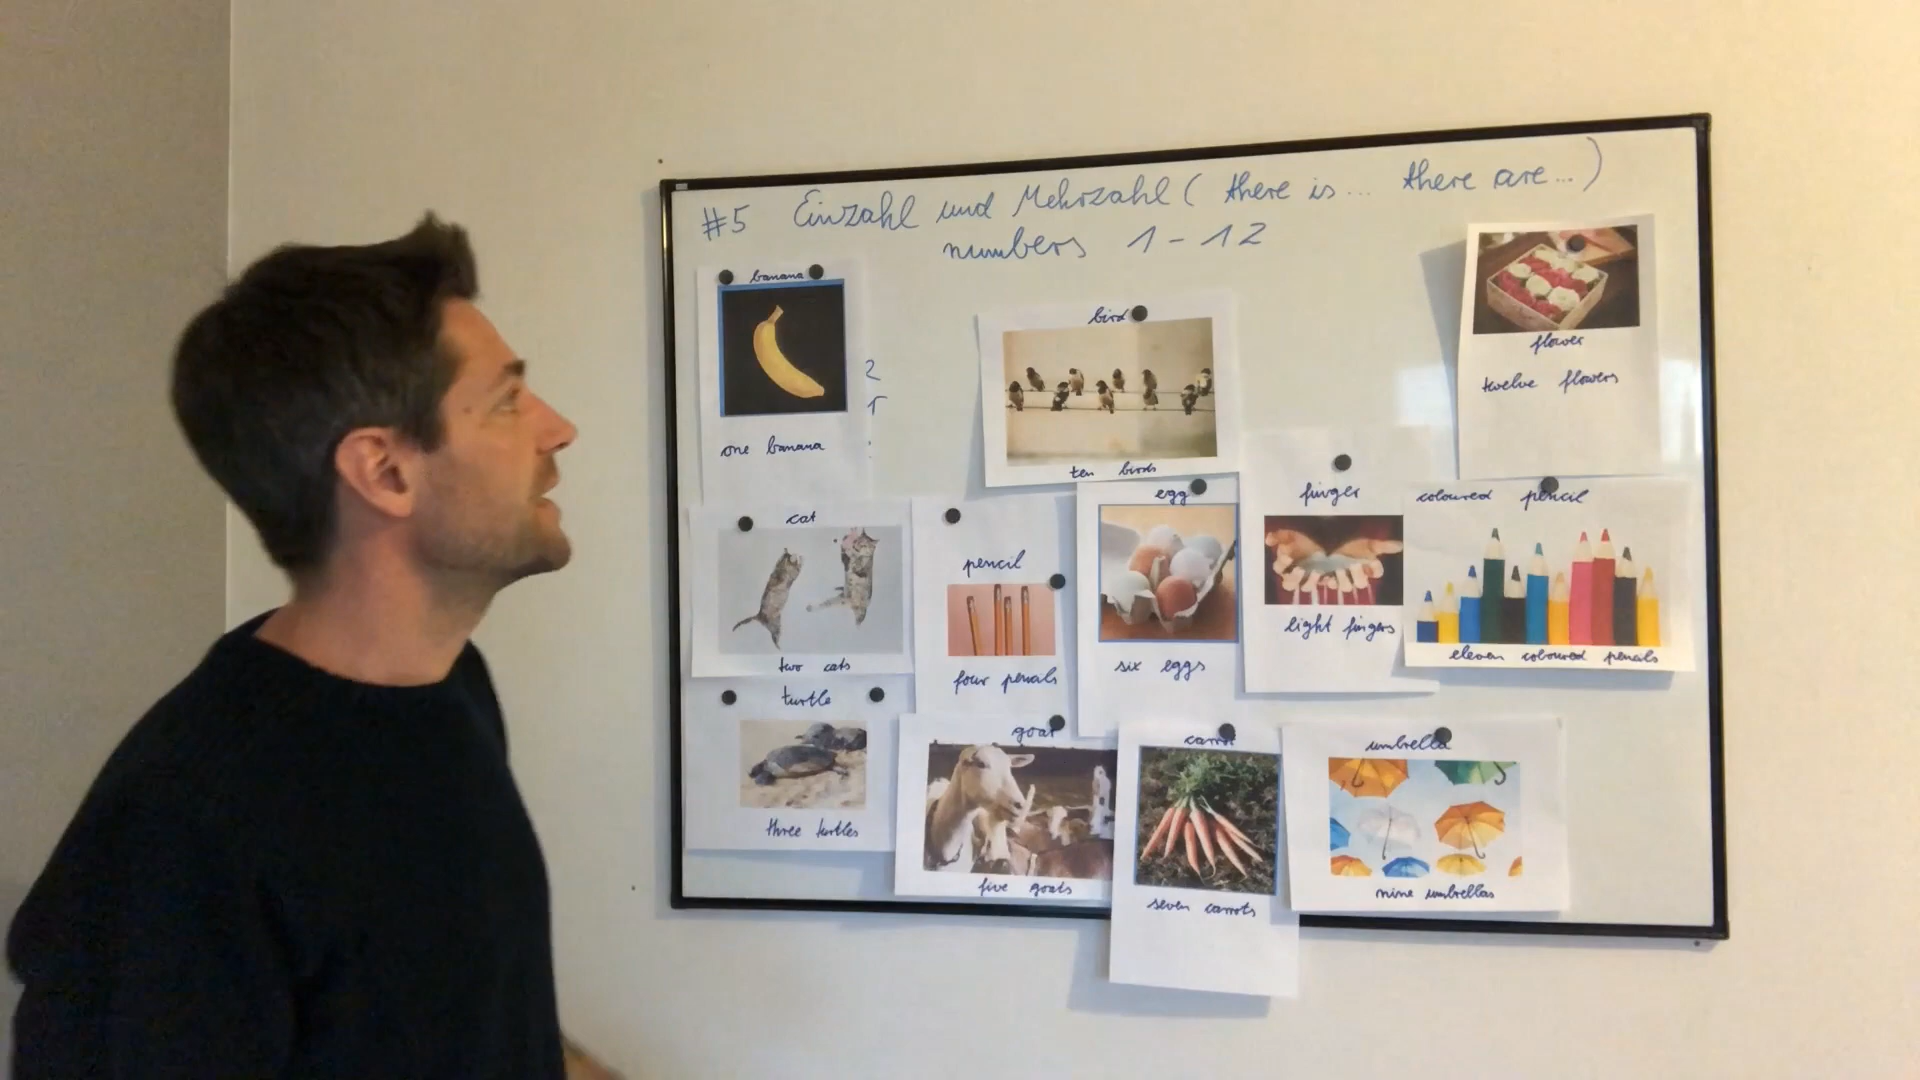 #5 Einzahl und Mehrzahl ( there is ... there are ... )
numbers 1 - 12
banana
one banana
2
1
:
bird
ten birds
flower
twelve flowers
cat
two cats
pencil
four pencils
egg
six eggs
finger
eight fingers
coloured pencil
eleven coloured pencils
turtle
three turtles
goat
five goats
carrot
seven carrots
umbrella
nine umbrellas